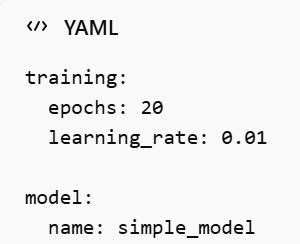 YAML
training:
  epochs: 20
  learning_rate: 0.01

model:
  name: simple_model